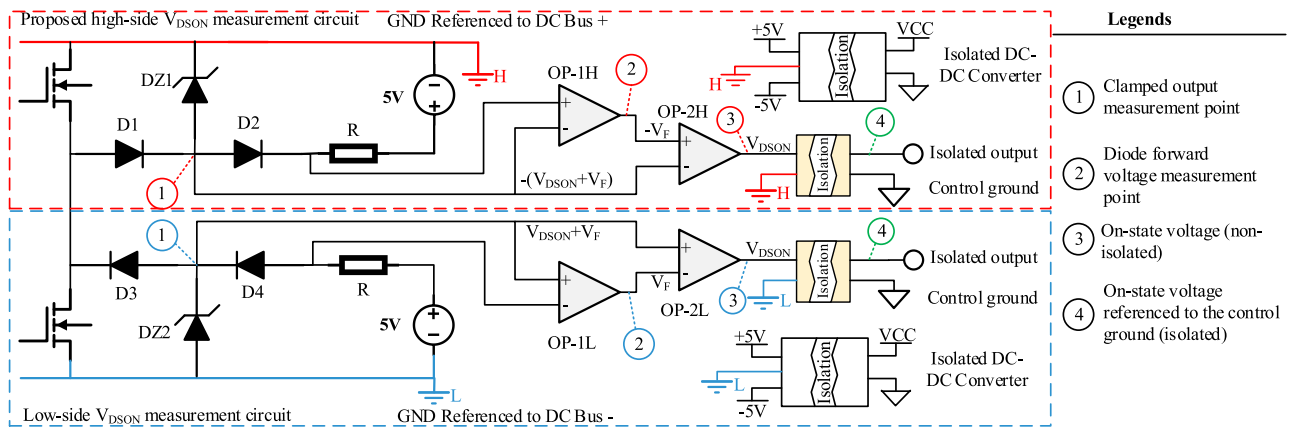 Proposed high-side VDSON measurement circuit
GND Referenced to DC Bus +
H
DZ1
5V
D1
D2
R
1
OP-1H
+
-
2
-VF
OP-2H
+
-
-(VDSON+VF)
3
VDSON
H
Isolation
4
Isolated output
Control ground
+5V
H
-5V
Isolation
VCC
Isolated DC-
DC Converter
1
D3
D4
R
DZ2
5V
L
VDSON+VF
+
-
OP-1L
2
VF
+
-
OP-2L
VDSON
3
L
Isolation
4
Isolated output
Control ground
+5V
L
-5V
Isolation
VCC
Isolated DC-
DC Converter
Low-side VDSON measurement circuit
GND Referenced to DC Bus -
Legends
1
Clamped output
measurement point
2
Diode forward
voltage measurement
point
3
On-state voltage (non-
isolated)
4
On-state voltage
referenced to the control
ground (isolated)